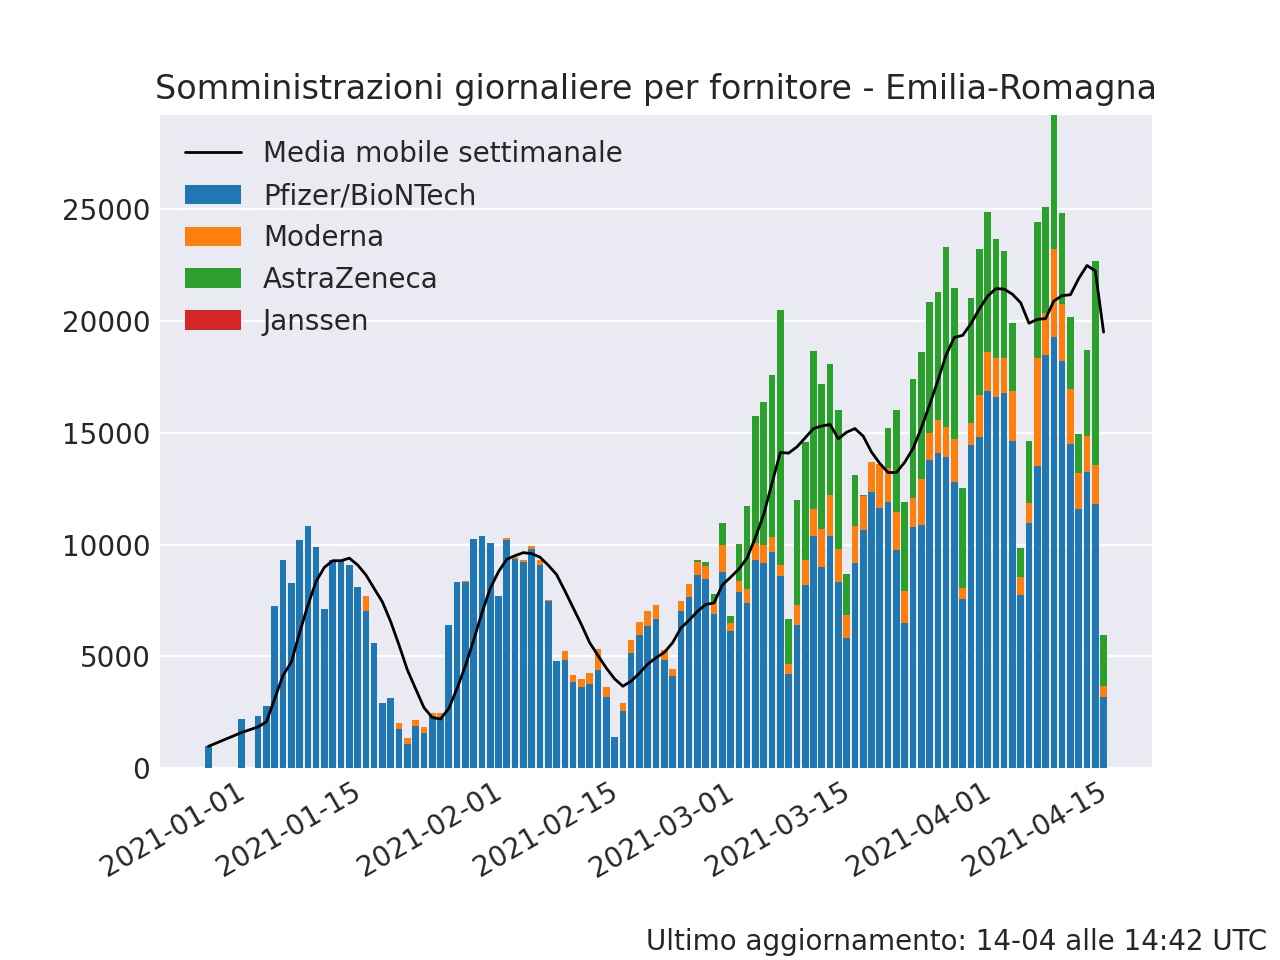 Somministrazioni giornaliere per fornitore - Emilia-Romagna
Media mobile settimanale
Pfizer/BioNTech
Moderna
AstraZeneca
Janssen
25000
20000
15000
10000
5000
0
2021-01-01
2021-01-15
2021-02-01
2021-02-15
2021-03-01
2021-03-15
2021-04-01
2021-04-15
Ultimo aggiornamento: 14-04 alle 14:42 UTC